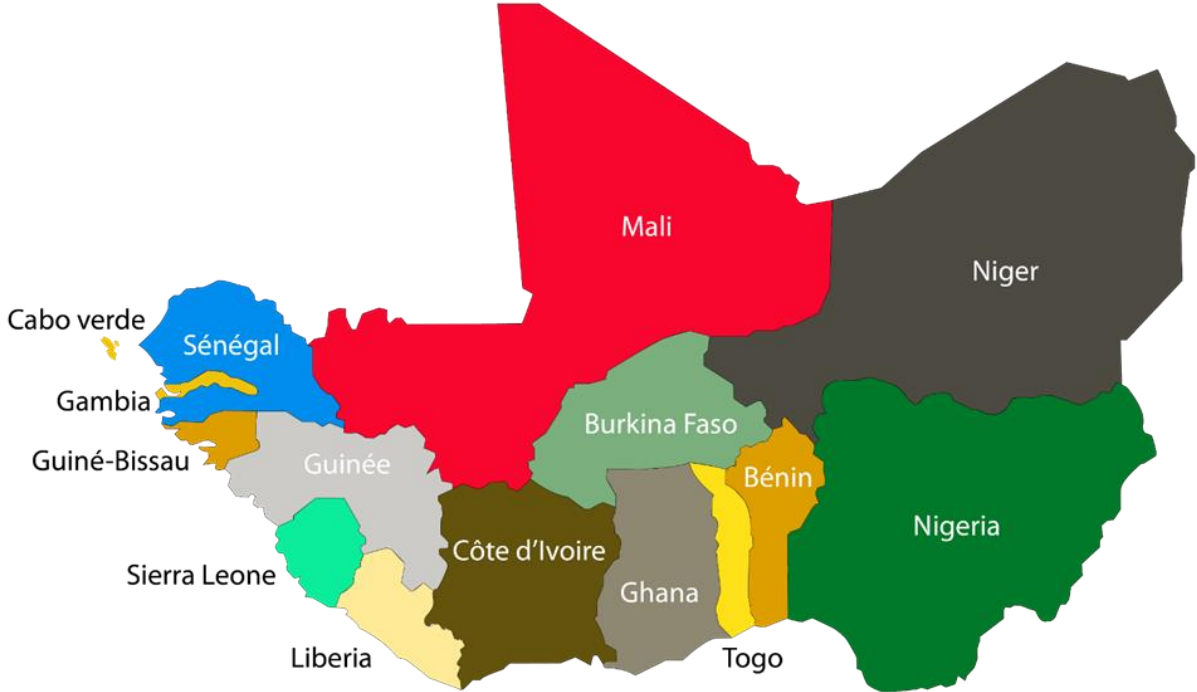 Mali
Niger
Cabo verde
Sénégal
Gambia
Burkina Faso
Guiné-Bissau
Guinée
Bénin
Nigeria
Côte d’Ivoire
Sierra Leone
Ghana
Liberia
Togo